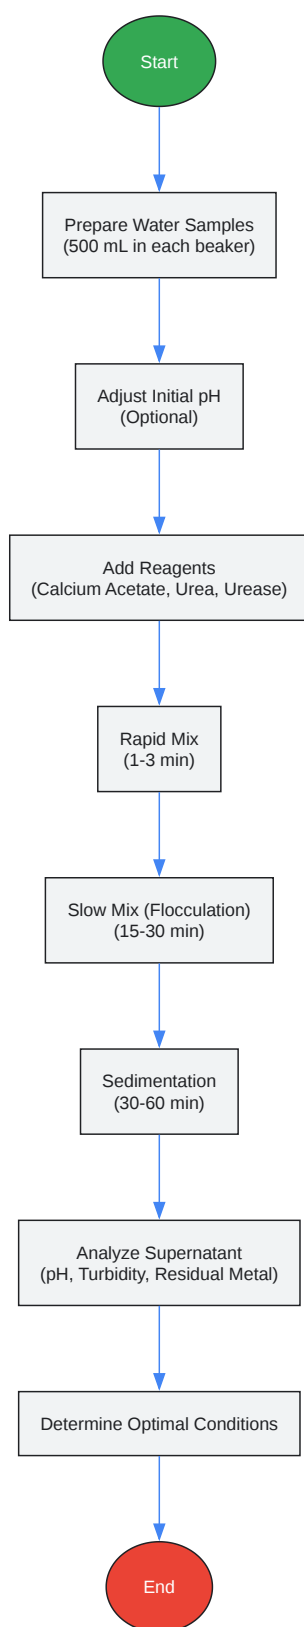 Start
Prepare Water Samples
(500 mL in each beaker)
Adjust Initial pH
(Optional)
Add Reagents
(Calcium Acetate, Urea, Urease)
Rapid Mix
(1-3 min)
Slow Mix (Flocculation)
(15-30 min)
Sedimentation
(30-60 min)
Analyze Supernatant
(pH, Turbidity, Residual Metal)
Determine Optimal Conditions
End